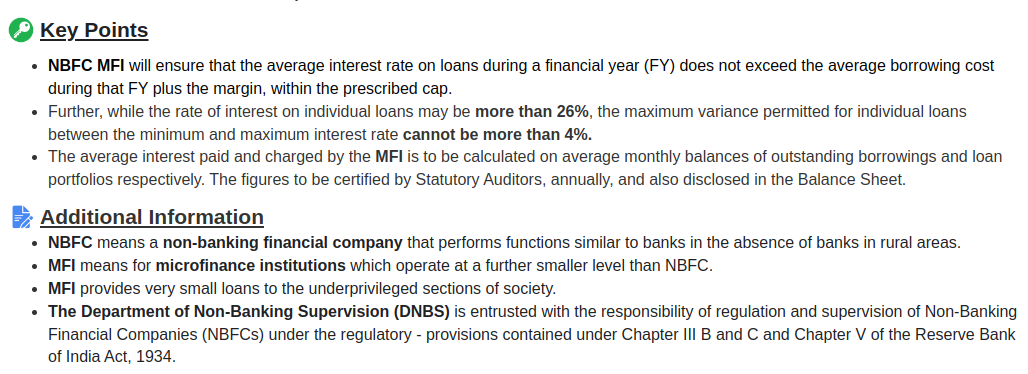 Key Points
NBFC MFI will ensure that the average interest rate on loans during a financial year (FY) does not exceed the average borrowing cost
during that FY plus the margin, within the prescribed cap.
Further, while the rate of interest on individual loans may be more than 26%, the maximum variance permitted for individual loans
between the minimum and maximum interest rate cannot be more than 4%.
The average interest paid and charged by the MFI is to be calculated on average monthly balances of outstanding borrowings and loan
portfolios respectively. The figures to be certified by Statutory Auditors, annually, and also disclosed in the Balance Sheet.
Additional Information
NBFC means a non-banking financial company that performs functions similar to banks in the absence of banks in rural areas.
MFI means for microfinance institutions which operate at a further smaller level than NBFC.
MFI provides very small loans to the underprivileged sections of society.
The Department of Non-Banking Supervision (DNBS) is entrusted with the responsibility of regulation and supervision of Non-Banking
Financial Companies (NBFCs) under the regulatory - provisions contained under Chapter III B and C and Chapter V of the Reserve Bank
of India Act, 1934.